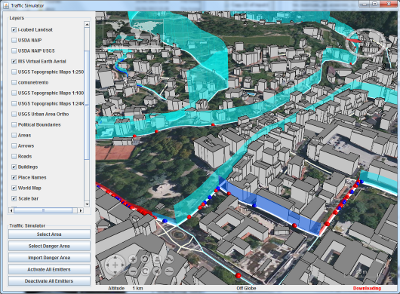 Traffic Simulator
Layers
i-cubed Landsat
USDA NAIP
USDA NAIP USGS
MS Virtual Earth Aerial
USGS Topographic Maps 1:250
USGS Topographic Maps 1:100
USGS Topographic Maps 1:24K
USGS Urban Area Ortho
Political Boundaries
Areas
Arrows
Roads
Buildings
Place Names
World Map
Scale bar
Traffic Simulator
Select Area
Select Danger Area
Import Danger Area
Activate All Emitters
Deactivate All Emitters
Altitude 1 km
Off Globe
Downloading